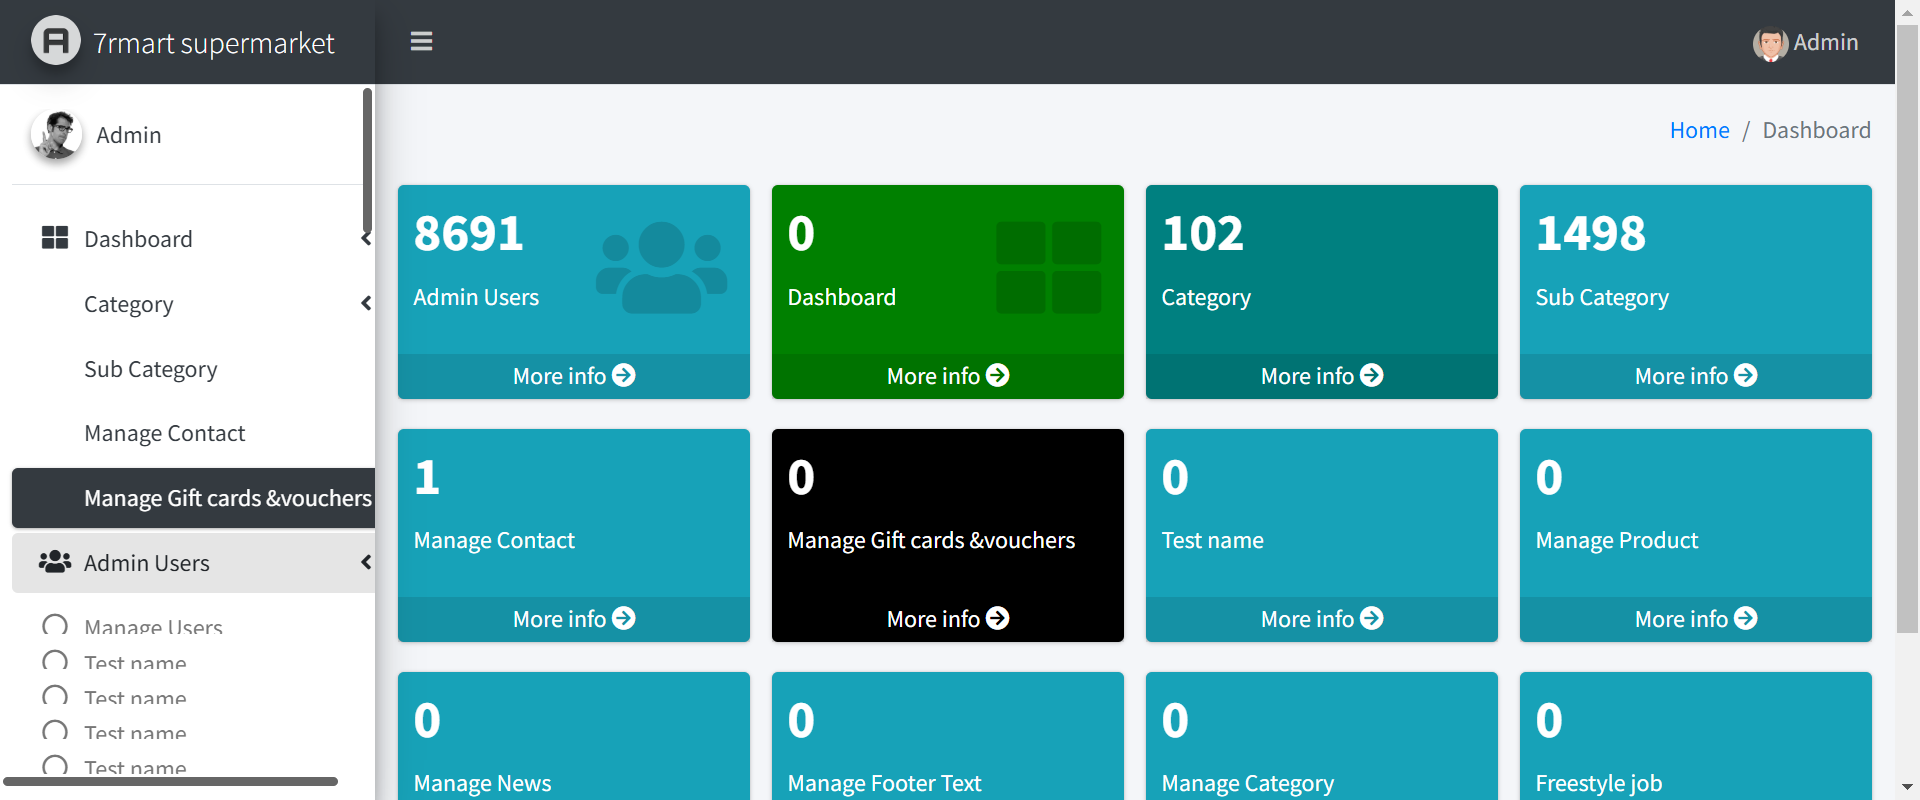 7rmart supermarket
Admin
Admin
Home / Dashboard
Dashboard
Category
Sub Category
Manage Contact
Manage Gift cards &vouchers
Admin Users
Manage Users
Test name
Test name
Test name
Test name
8691
Admin Users
More info
0
Dashboard
More info
102
Category
More info
1498
Sub Category
More info
1
Manage Contact
More info
0
Manage Gift cards &vouchers
More info
0
Test name
More info
0
Manage Product
More info
0
Manage News
0
Manage Footer Text
0
Manage Category
0
Freestyle job